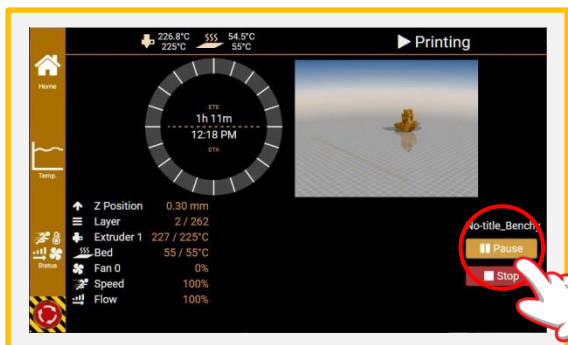 226.8°C 54.5°C
225°C 55°C
Printing
Home
ETE
1h 11m
12:18 PM
ETA
Temp.
Z Position 0.30 mm
Layer 2 / 262
Extruder 1 227 / 225°C
Bed 55 / 55°C
Fan 0 0%
Speed 100%
Flow 100%
No-title_Benchy
Pause
Stop
Status